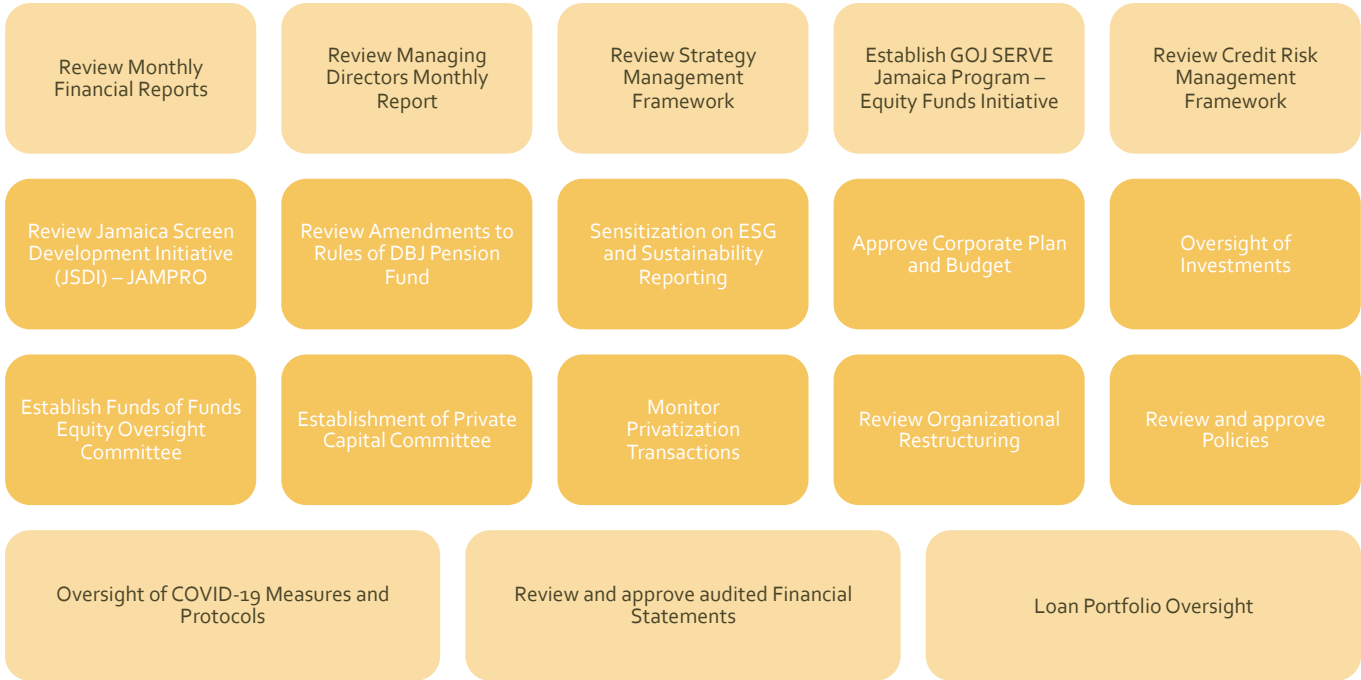 Review Monthly
Financial Reports
Review Managing
Directors Monthly
Report
Review Strategy
Management
Framework
Establish GOJ SERVE
Jamaica Program –
Equity Funds Initiative
Review Credit Risk
Management
Framework
Review Jamaica Screen
Development Initiative
(JSDI) – JAMPRO
Review Amendments to
Rules of DBJ Pension
Fund
Sensitization on ESG
and Sustainability
Reporting
Approve Corporate Plan
and Budget
Oversight of
Investments
Establish Funds of Funds
Equity Oversight
Committee
Establishment of Private
Capital Committee
Monitor
Privatization
Transactions
Review Organizational
Restructuring
Review and approve
Policies
Oversight of COVID-19 Measures and
Protocols
Review and approve audited Financial
Statements
Loan Portfolio Oversight